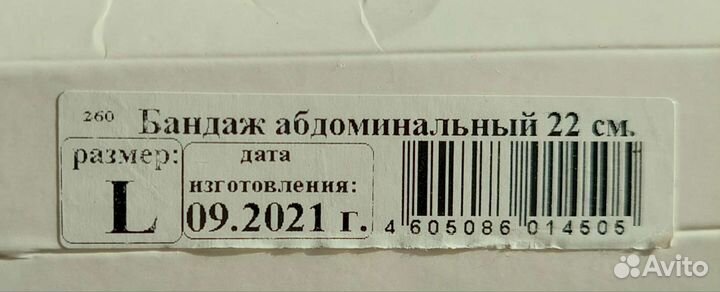 260 Бандаж абдоминальный 22 см.
размер:
L
дата
изготовления:
09.2021 г.
4 605086 014505
Avito